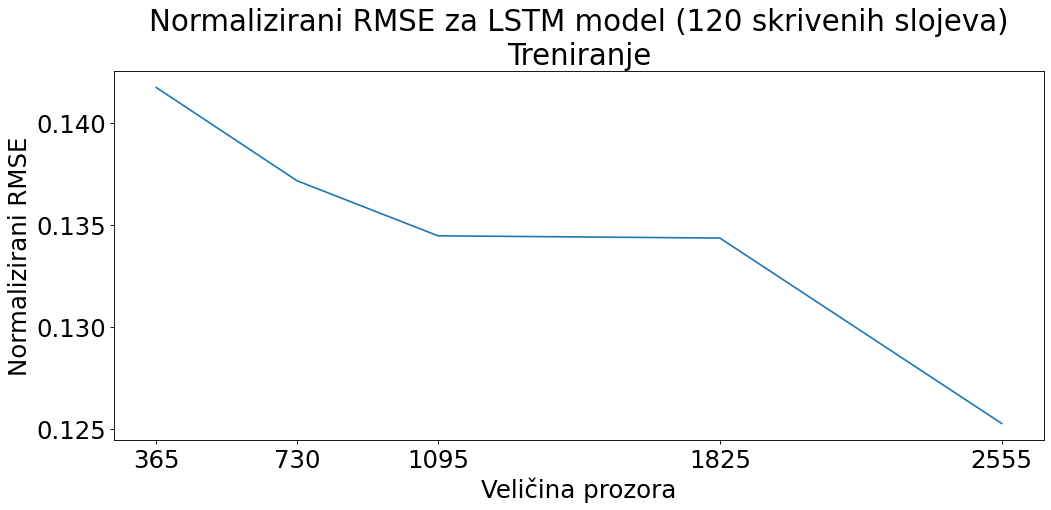 Normalizirani RMSE za LSTM model (120 skrivenih slojeva)
Treniranje
Normalizirani RMSE
0.140
0.135
0.130
0.125
365 730 1095 1825 2555
Veličina prozora